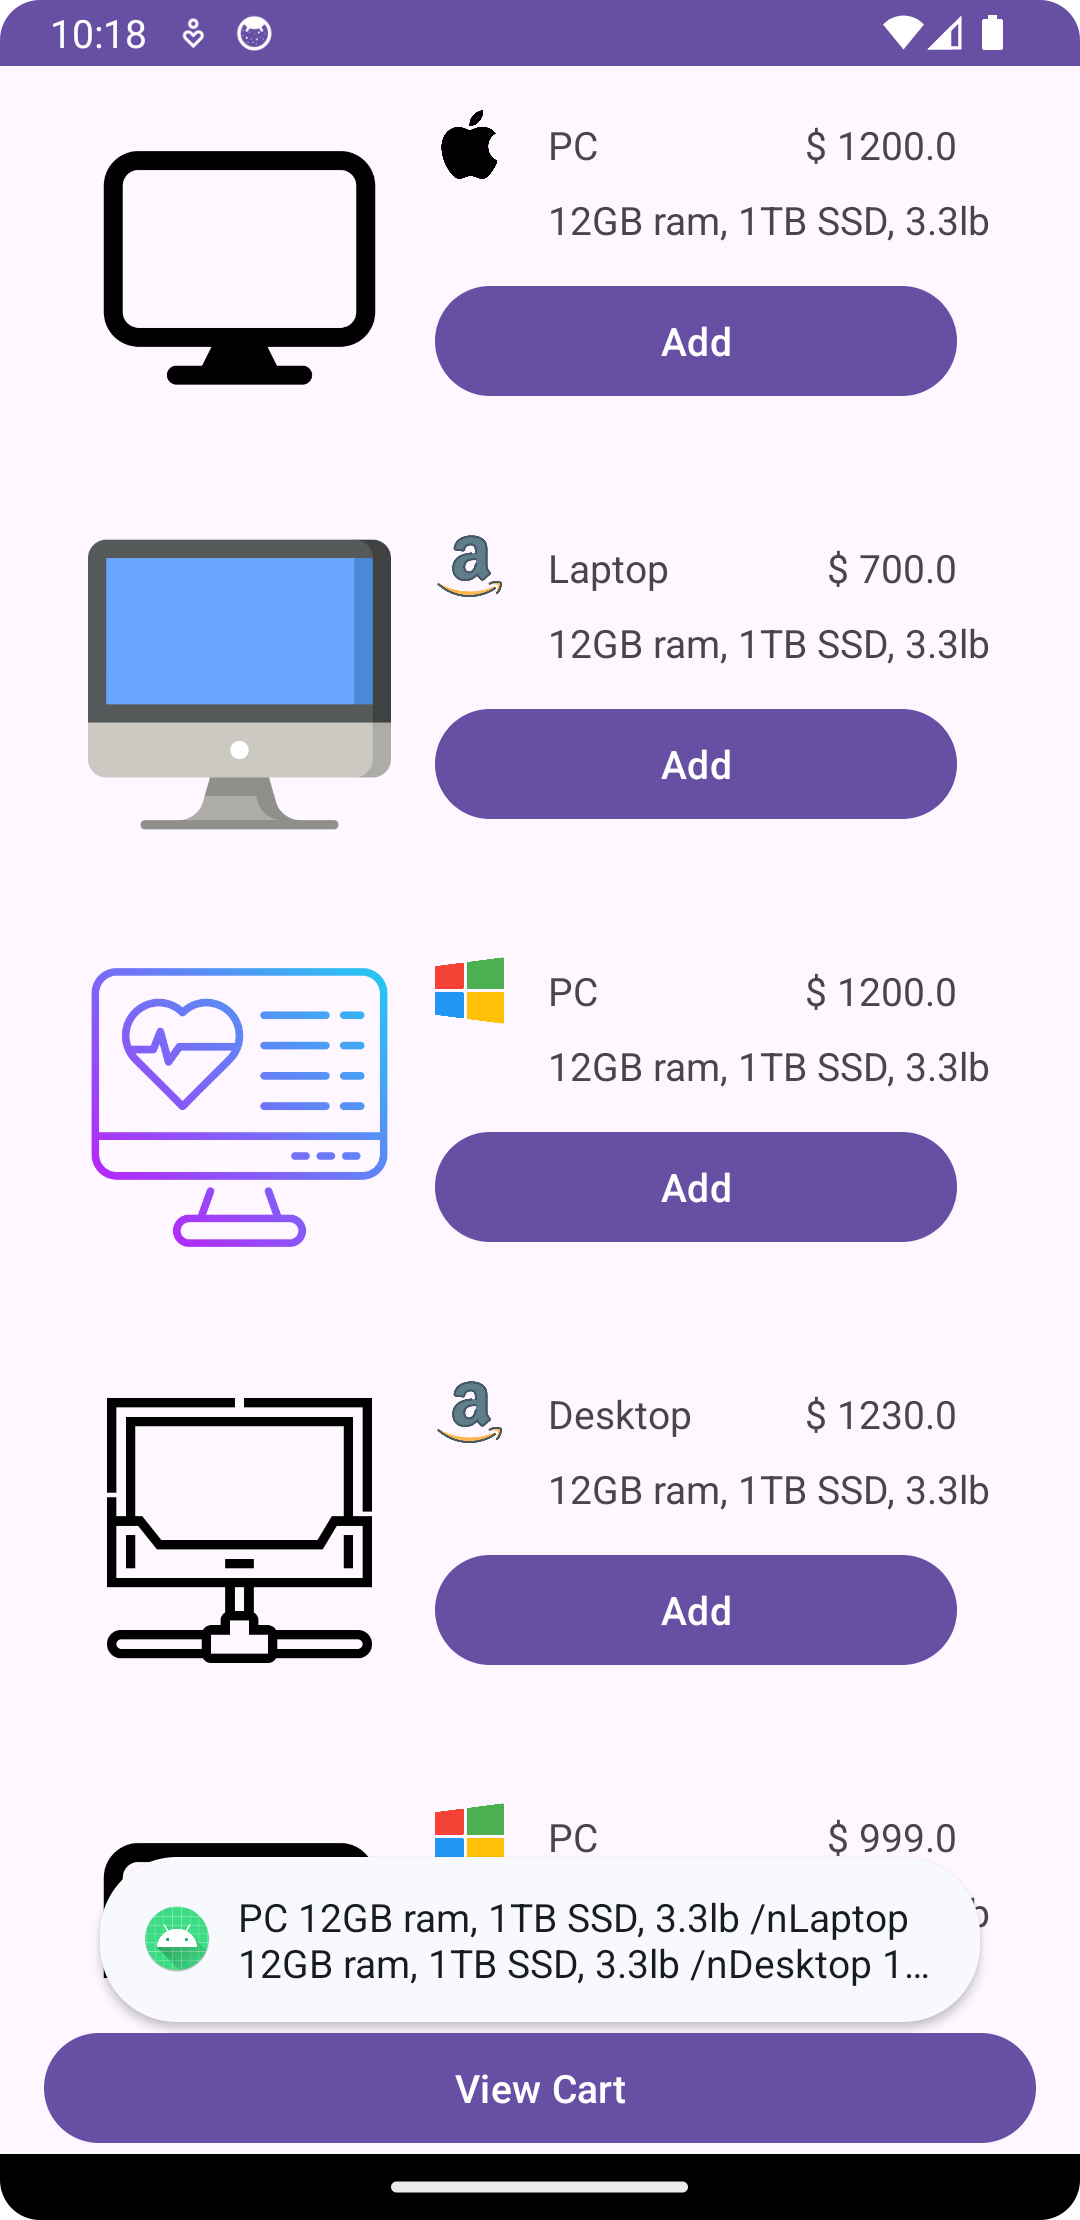 10:18
PC $ 1200.0
12GB ram, 1TB SSD, 3.3lb
Add
a
Laptop $ 700.0
12GB ram, 1TB SSD, 3.3lb
Add
PC $ 1200.0
12GB ram, 1TB SSD, 3.3lb
Add
a
Desktop $ 1230.0
12GB ram, 1TB SSD, 3.3lb
Add
PC $ 999.0
b
PC 12GB ram, 1TB SSD, 3.3lb /nLaptop
12GB ram, 1TB SSD, 3.3lb /nDesktop 1…
View Cart